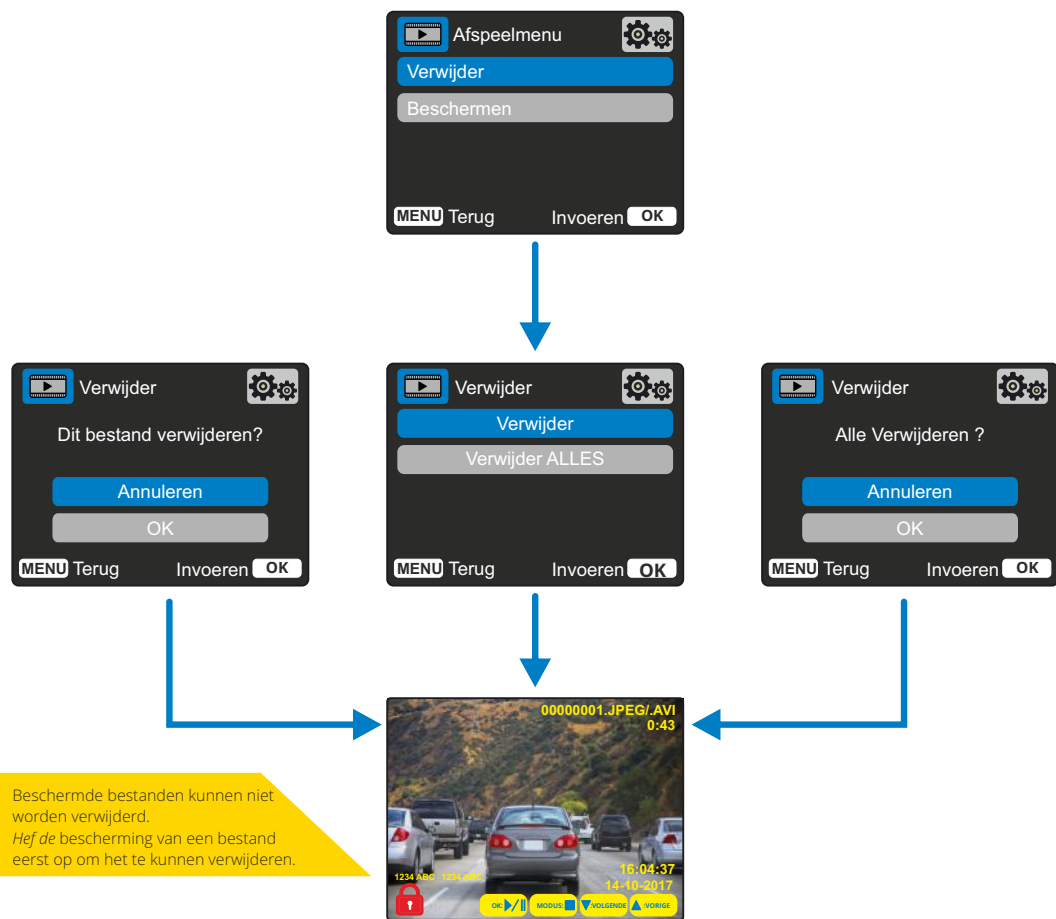 Afspeelmenu
Verwijder
Beschermen
MENU Terug Invoeren OK
Verwijder
Dit bestand verwijderen?
Annuleren
OK
MENU Terug Invoeren OK
Verwijder
Verwijder
Verwijder ALLES
MENU Terug Invoeren OK
Verwijder
Alle Verwijderen ?
Annuleren
OK
MENU Terug Invoeren OK
00000001.JPEG/.AVI
0:43
Beschermde bestanden kunnen niet
worden verwijderd.
Hef de bescherming van een bestand
eerst op om het te kunnen verwijderen.
1234 ABC 1234 ABC
16:04:37
14-10-2017
OK: MODUS: :VOLGENDE :VORIGE